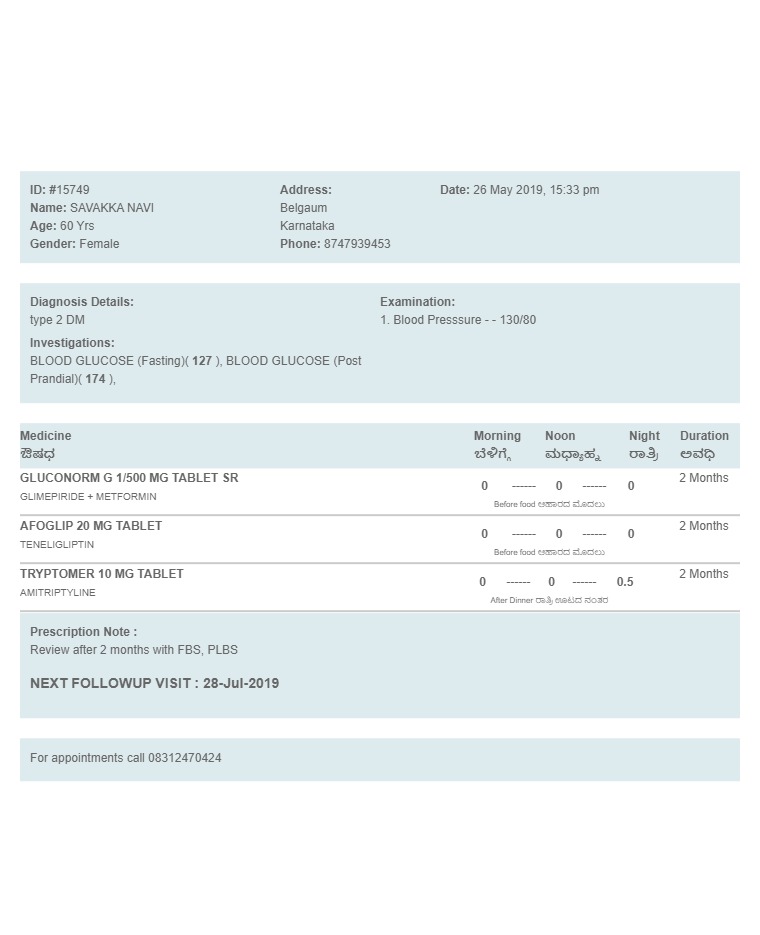 ID: #15749
Name: SAVAKKA NAVI
Age: 60 Yrs
Gender: Female
Address:
Belgaum
Karnataka
Phone: 8747939453
Date: 26 May 2019, 15:33 pm
Diagnosis Details:
type 2 DM
Investigations:
BLOOD GLUCOSE (Fasting)( 127 ), BLOOD GLUCOSE (Post
Prandial)( 174 ),
Examination:
1. Blood Presssure - - 130/80
Medicine Morning Noon Night Duration
ಔಷಧ ಬೆಳಿಗ್ಗೆ ಮಧ್ಯಾಹ್ನ ರಾತ್ರಿ ಅವಧಿ
GLUCONORM G 1/500 MG TABLET SR 0 ------ 0 ------ 0 2 Months
GLIMEPIRIDE + METFORMIN Before food ಆಹಾರದ ಮೊದಲು
AFOGLIP 20 MG TABLET 0 ------ 0 ------ 0 2 Months
TENELIGLIPTIN Before food ಆಹಾರದ ಮೊದಲು
TRYPTOMER 10 MG TABLET 0 ------ 0 ------ 0.5 2 Months
AMITRIPTYLINE After Dinner ರಾತ್ರಿ ಊಟದ ನಂತರ
Prescription Note :
Review after 2 months with FBS, PLBS
NEXT FOLLOWUP VISIT : 28-Jul-2019
For appointments call 08312470424